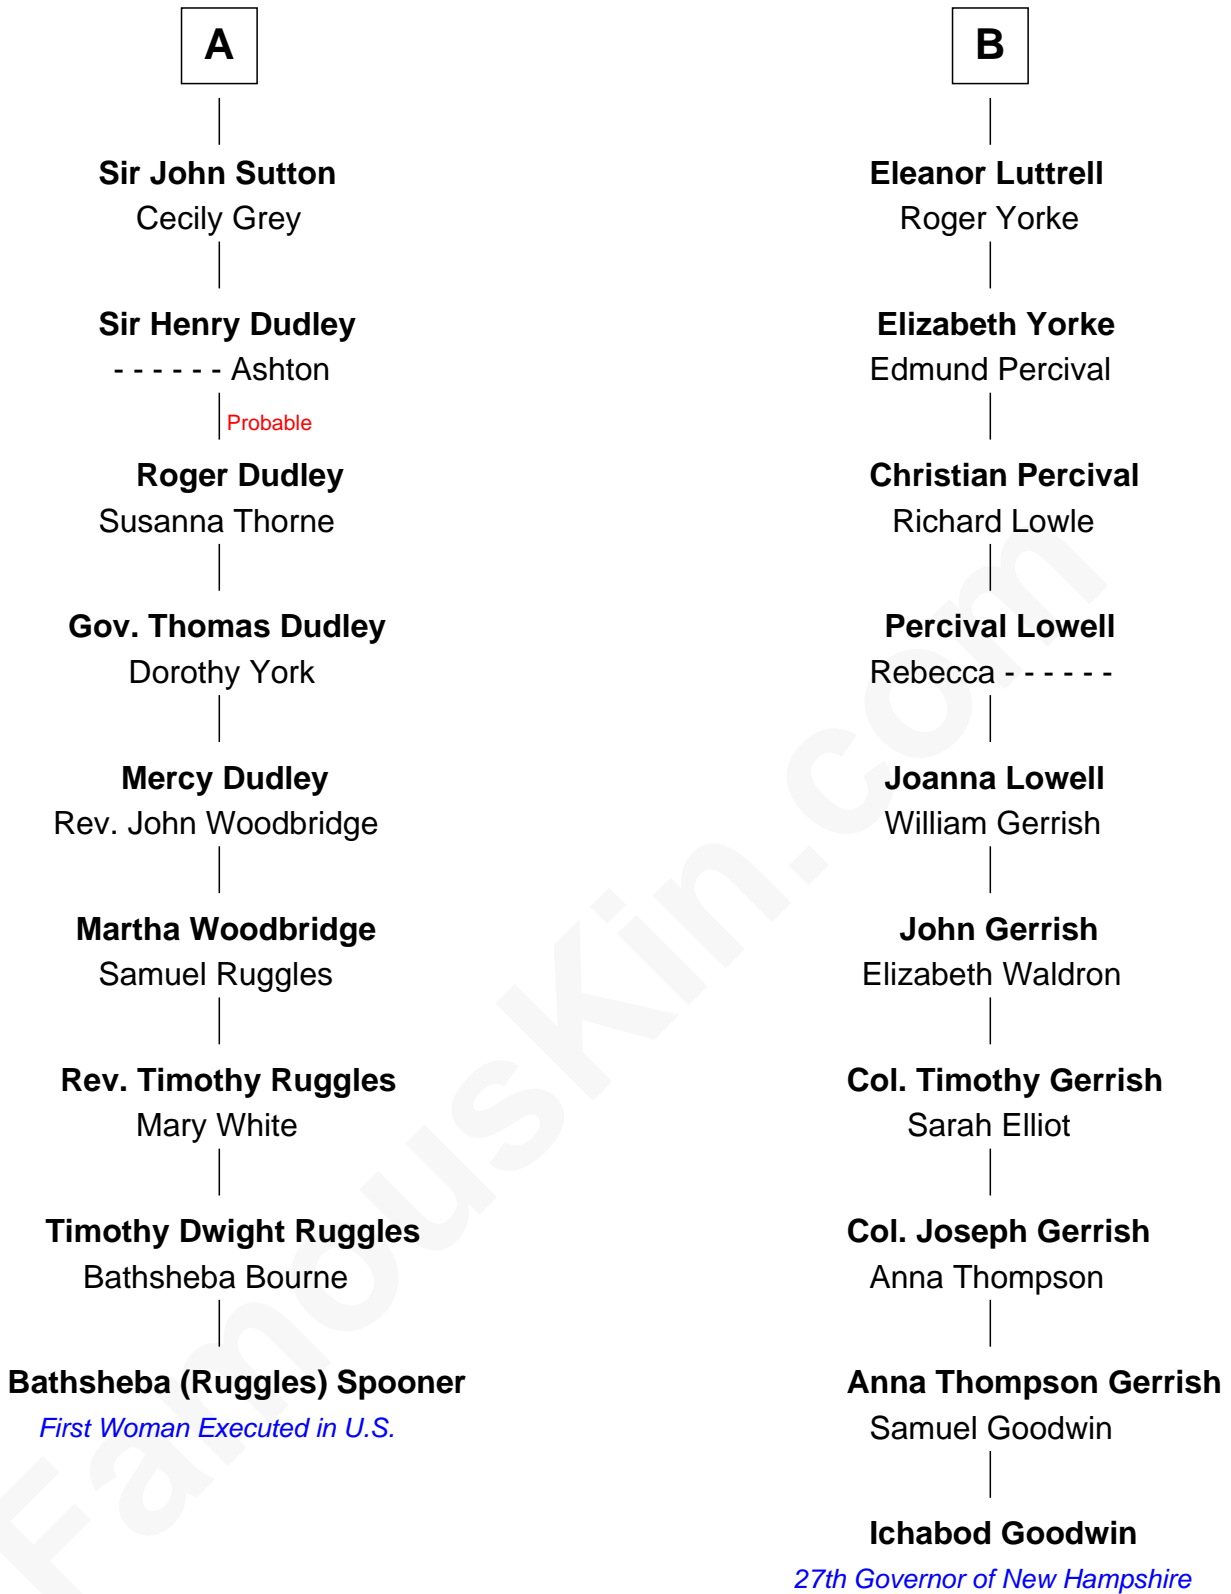 A
Sir John Sutton
Cecily Grey
Sir Henry Dudley
- - - - - - Ashton
Probable
Roger Dudley
Susanna Thorne
Gov. Thomas Dudley
Dorothy York
Mercy Dudley
Rev. John Woodbridge
Martha Woodbridge
Samuel Ruggles
Rev. Timothy Ruggles
Mary White
Timothy Dwight Ruggles
Bathsheba Bourne
Bathsheba (Ruggles) Spooner
First Woman Executed in U.S.
B
Eleanor Luttrell
Roger Yorke
Elizabeth Yorke
Edmund Percival
Christian Percival
Richard Lowle
Percival Lowell
Rebecca - - - - - -
Joanna Lowell
William Gerrish
John Gerrish
Elizabeth Waldron
Col. Timothy Gerrish
Sarah Elliot
Col. Joseph Gerrish
Anna Thompson
Anna Thompson Gerrish
Samuel Goodwin
Ichabod Goodwin
27th Governor of New Hampshire
FamousKin.com